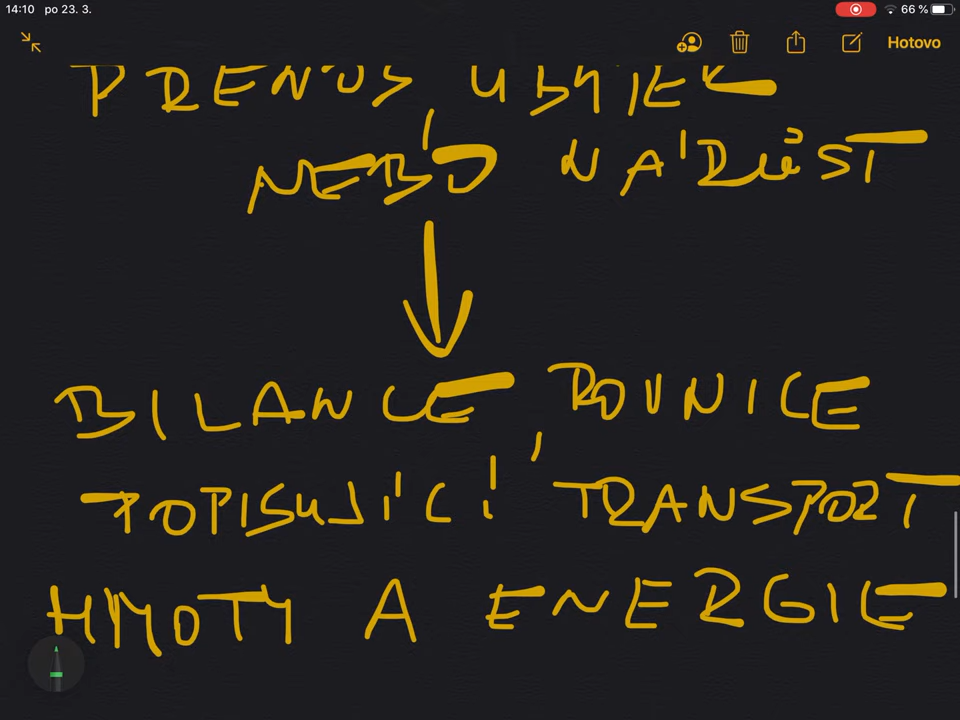 14:10 po 23. 3. 66 %
Hotovo
PŘENOS, ÚBYTEK
NEBO NÁRŮST
BILANCE, ROVNICE
POPISUJÍCÍ TRANSPORT
HMOTY A ENERGIE